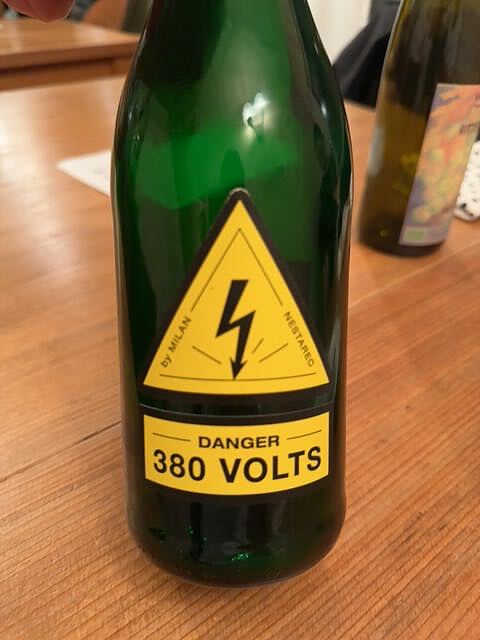 by MILAN
NESTAREC
DANGER
380 VOLTS